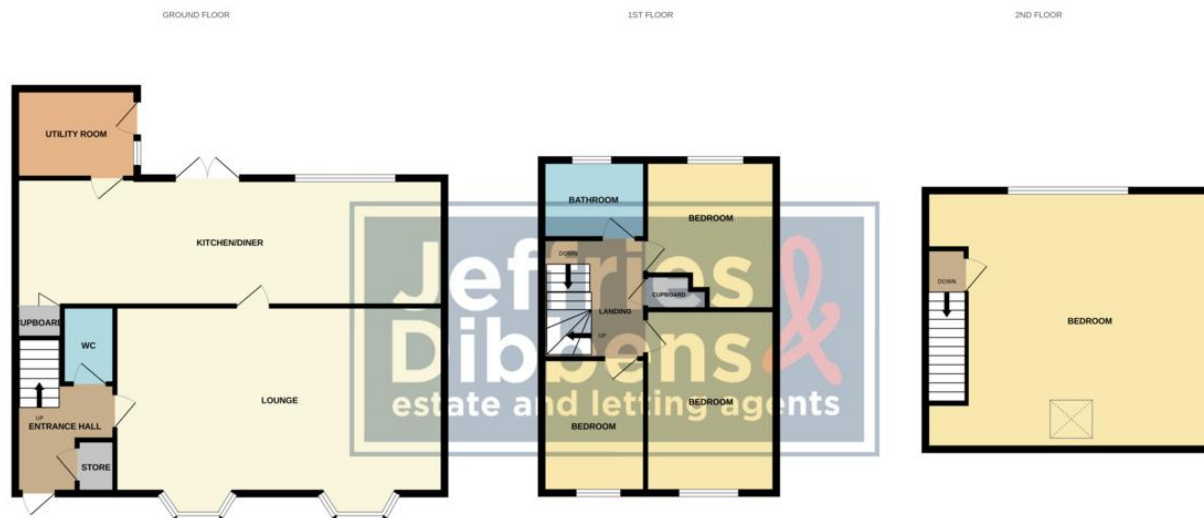 GROUND FLOOR
1ST FLOOR
2ND FLOOR
UTILITY ROOM
KITCHEN/DINER
CUPBOARD
WC
LOUNGE
UP
ENTRANCE HALL
STORE
BATHROOM
BEDROOM
DOWN
CUPBOARD
LANDING
UP
BEDROOM
BEDROOM
DOWN
BEDROOM
Jeffries &
Dibbens
estate and letting agents